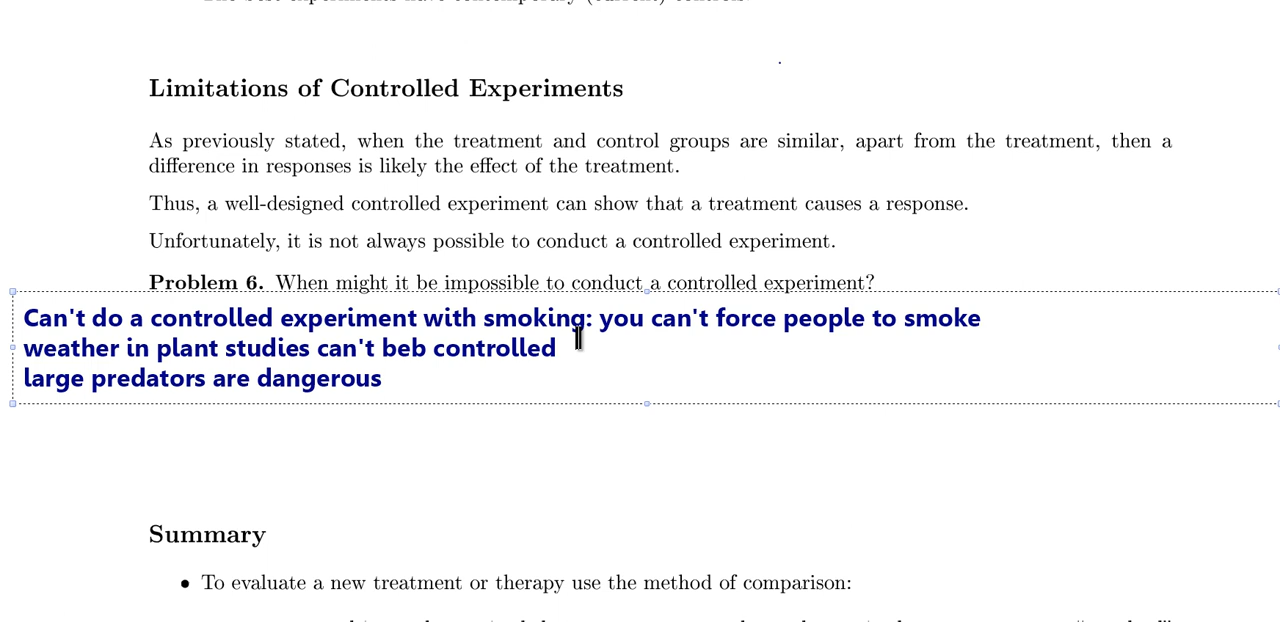 Limitations of Controlled Experiments
As previously stated, when the treatment and control groups are similar, apart from the treatment, then a
difference in responses is likely the effect of the treatment.
Thus, a well-designed controlled experiment can show that a treatment causes a response.
Unfortunately, it is not always possible to conduct a controlled experiment.
Problem 6. When might it be impossible to conduct a controlled experiment?
Can't do a controlled experiment with smoking: you can't force people to smoke
weather in plant studies can't beb controlled
large predators are dangerous
Summary
• To evaluate a new treatment or therapy use the method of comparison: